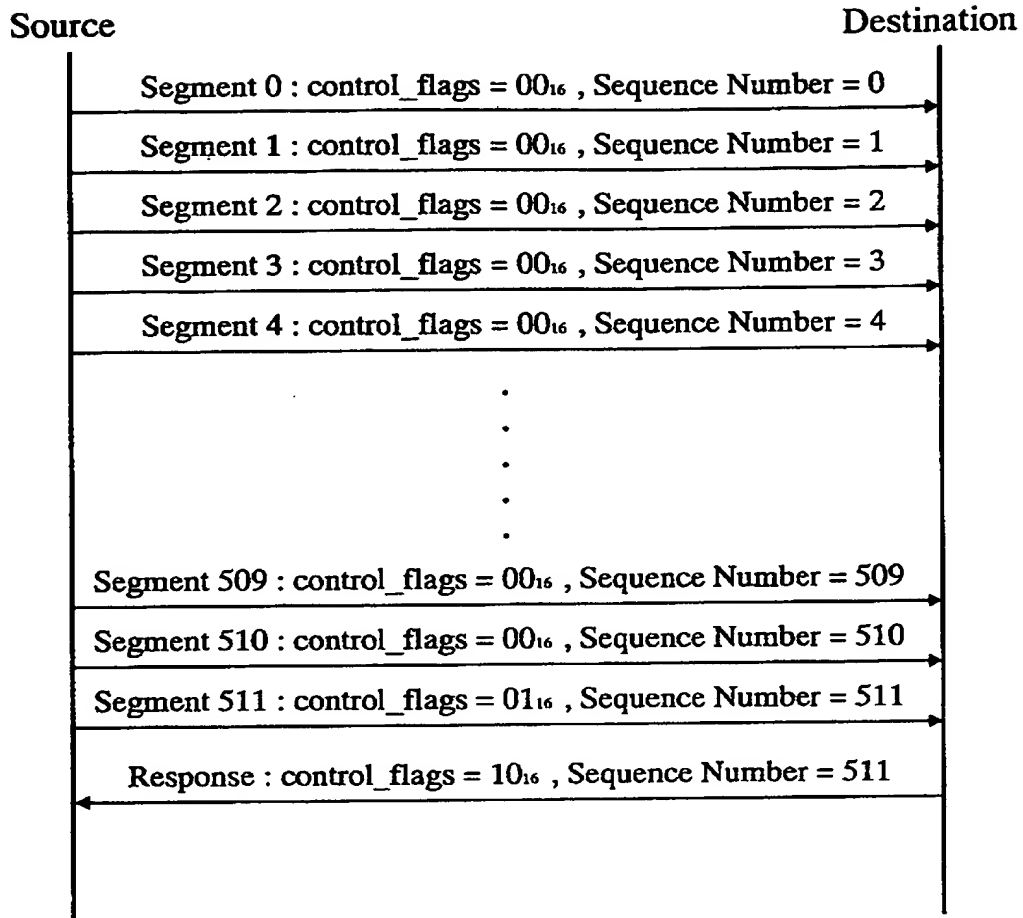 Source
Destination
Segment 0 : control_flags = 00₁₆ , Sequence Number = 0
Segment 1 : control_flags = 00₁₆ , Sequence Number = 1
Segment 2 : control_flags = 00₁₆ , Sequence Number = 2
Segment 3 : control_flags = 00₁₆ , Sequence Number = 3
Segment 4 : control_flags = 00₁₆ , Sequence Number = 4
Segment 509 : control_flags = 00₁₆ , Sequence Number = 509
Segment 510 : control_flags = 00₁₆ , Sequence Number = 510
Segment 511 : control_flags = 01₁₆ , Sequence Number = 511
Response : control_flags = 10₁₆ , Sequence Number = 511